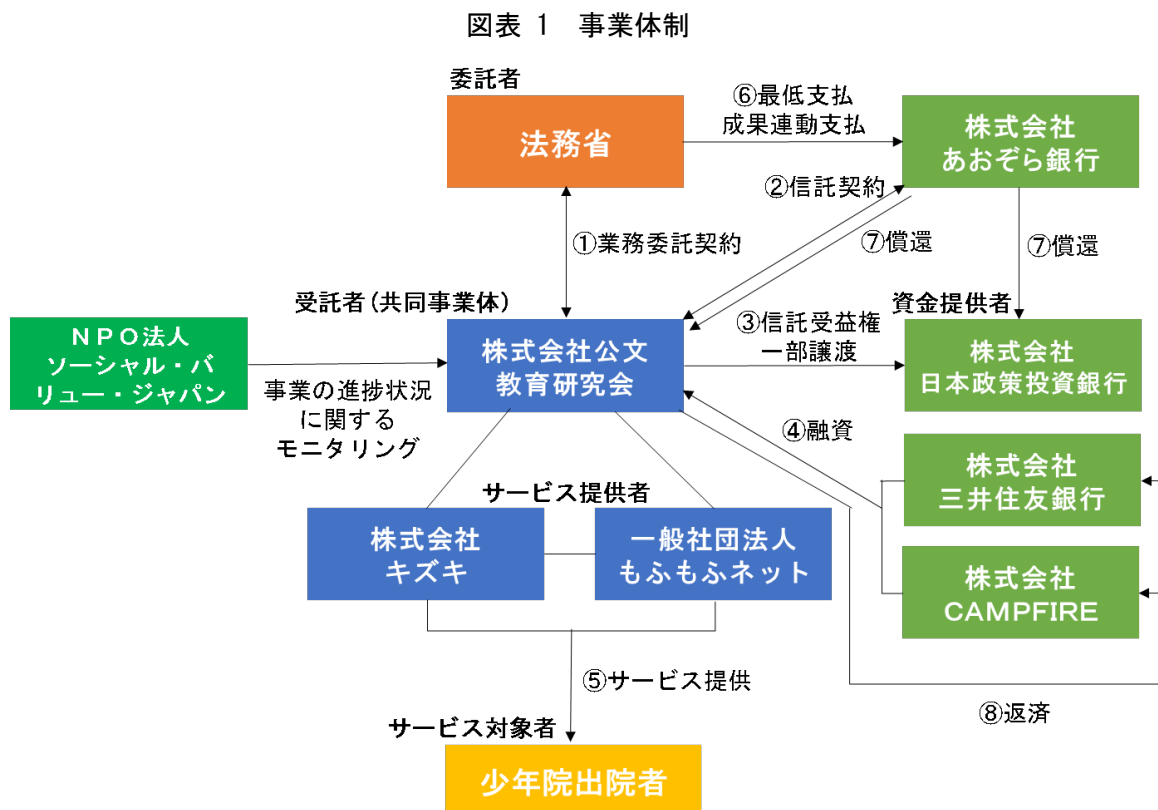 図表 1 事業体制
委託者
法務省
⑥最低支払
成果連動支払
株式会社
あおぞら銀行
②信託契約
①業務委託契約
⑦償還
⑦償還
受託者(共同事業体)
資金提供者
NPO法人
ソーシャル・バ
リュー・ジャパン
事業の進捗状況
に関する
モニタリング
株式会社公文
教育研究会
③信託受益権
一部譲渡
株式会社
日本政策投資銀行
④融資
株式会社
三井住友銀行
サービス提供者
株式会社
キズキ
一般社団法人
もふもふネット
株式会社
CAMPFIRE
⑤サービス提供
⑧返済
サービス対象者
少年院出院者